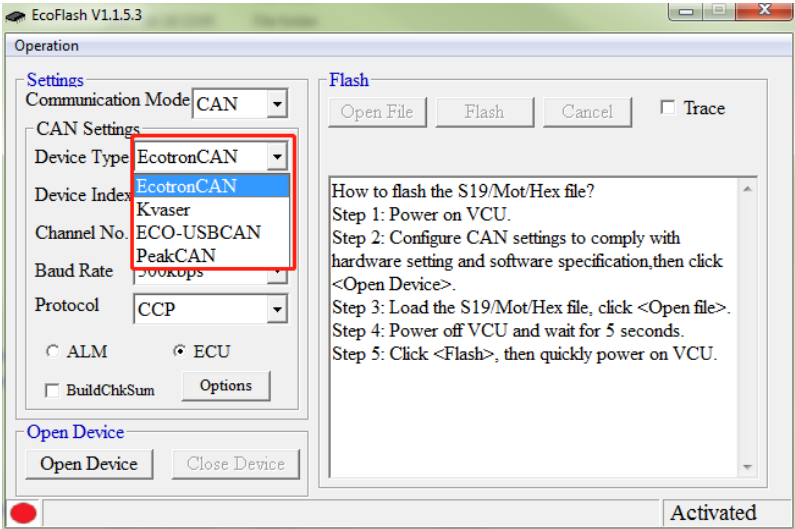 EcoFlash V1.1.5.3
Operation
Settings
Communication Mode CAN
CAN Settings
Device Type EcotronCAN
EcotronCAN
Kvaser
ECO-USBCAN
PeakCAN
Device Index
Channel No.
Baud Rate 500kbps
Protocol CCP
ALM ECU
BuildChkSum Options
Open Device
Open Device Close Device
Flash
Open File Flash Cancel Trace
How to flash the S19/Mot/Hex file?
Step 1: Power on VCU.
Step 2: Configure CAN settings to comply with
hardware setting and software specification,then click
<Open Device>.
Step 3: Load the S19/Mot/Hex file, click <Open file>.
Step 4: Power off VCU and wait for 5 seconds.
Step 5: Click <Flash>, then quickly power on VCU.
Activated